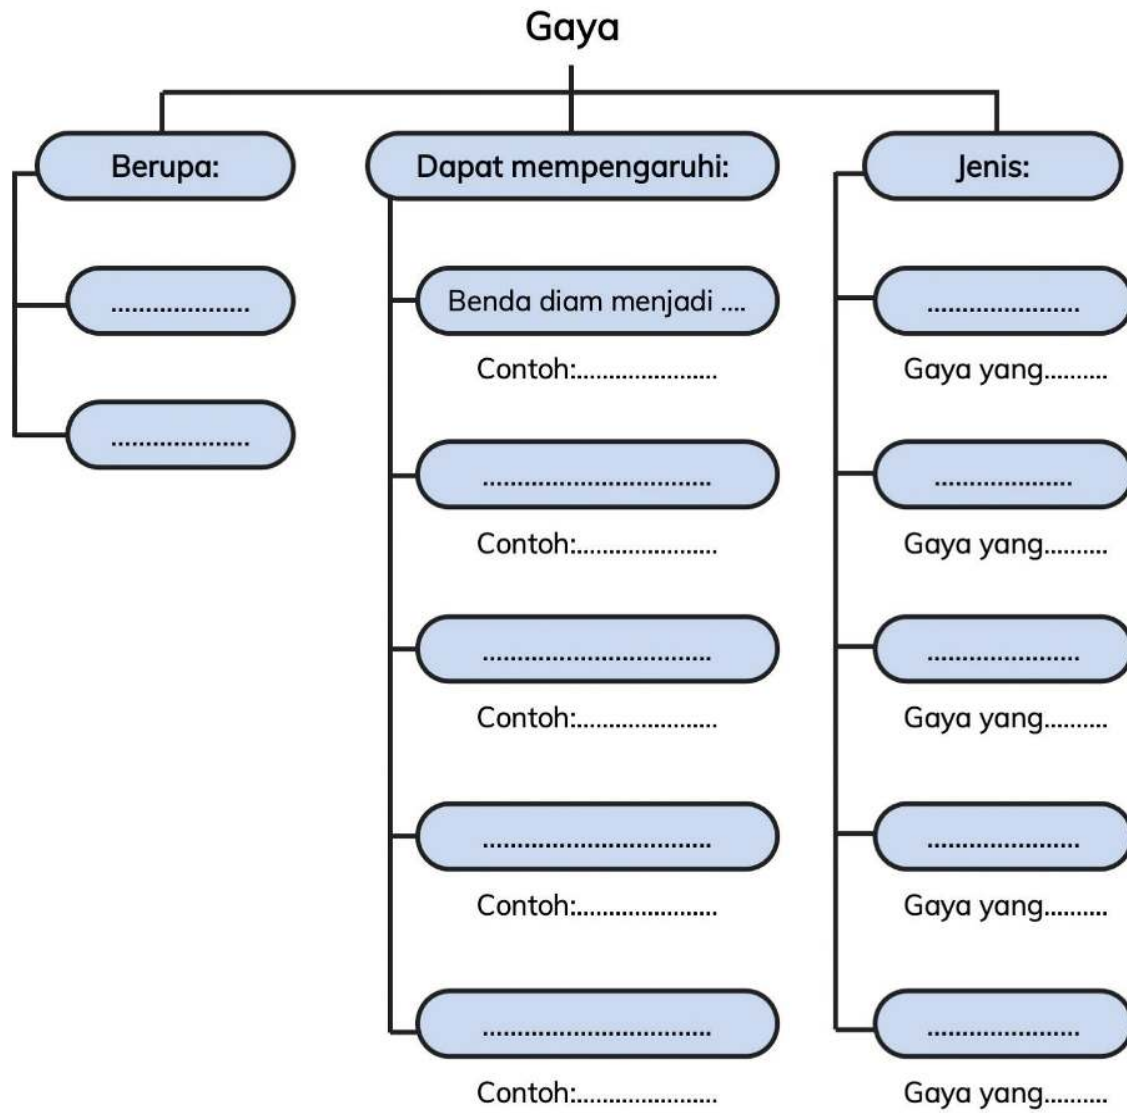 Gaya
Berupa:
....................
....................
Dapat mempengaruhi:
Benda diam menjadi ....
Contoh:......................
.................................
Contoh:......................
.................................
Contoh:......................
.................................
Contoh:......................
.................................
Contoh:......................
Jenis:
......................
Gaya yang..........
....................
Gaya yang..........
......................
Gaya yang..........
......................
Gaya yang..........
......................
Gaya yang..........